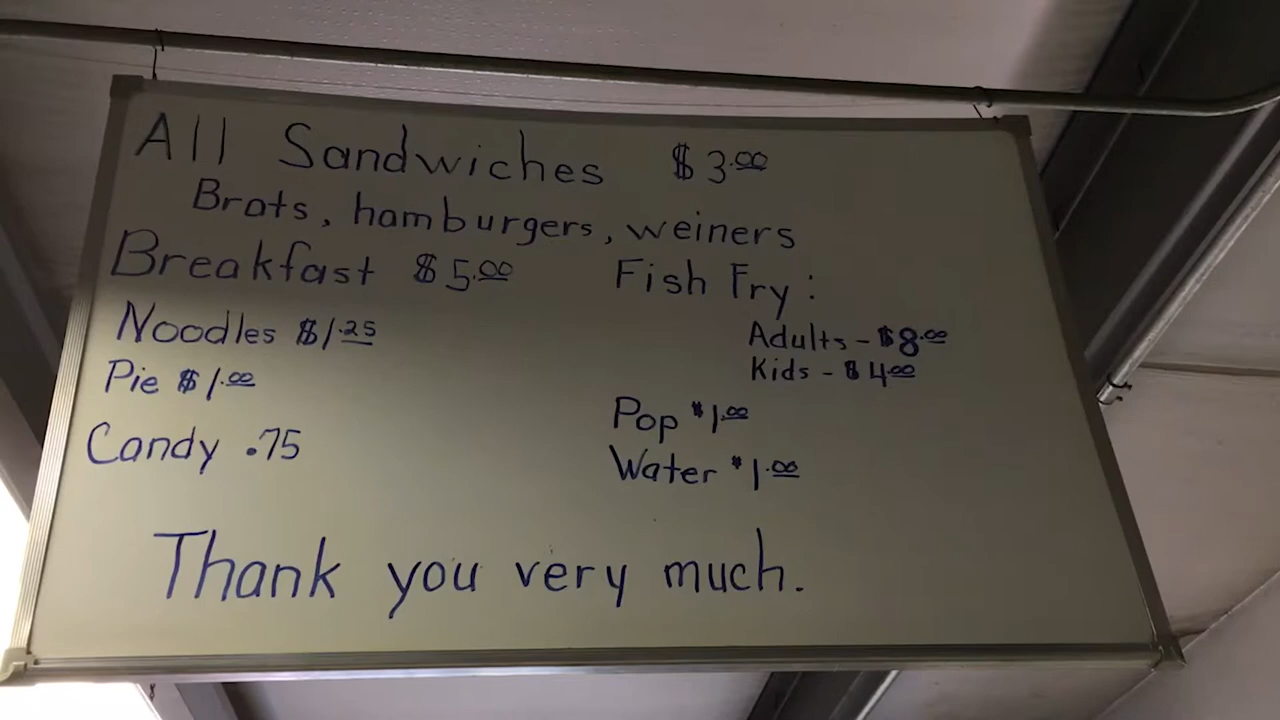 All Sandwiches $3.00
Brats, hamburgers, weiners
Breakfast $5.00
Noodles $1.25
Pie $1.00
Candy .75
Fish Fry:
Adults - $8.00
Kids - $4.00
Pop $1.00
Water $1.00
Thank you very much.